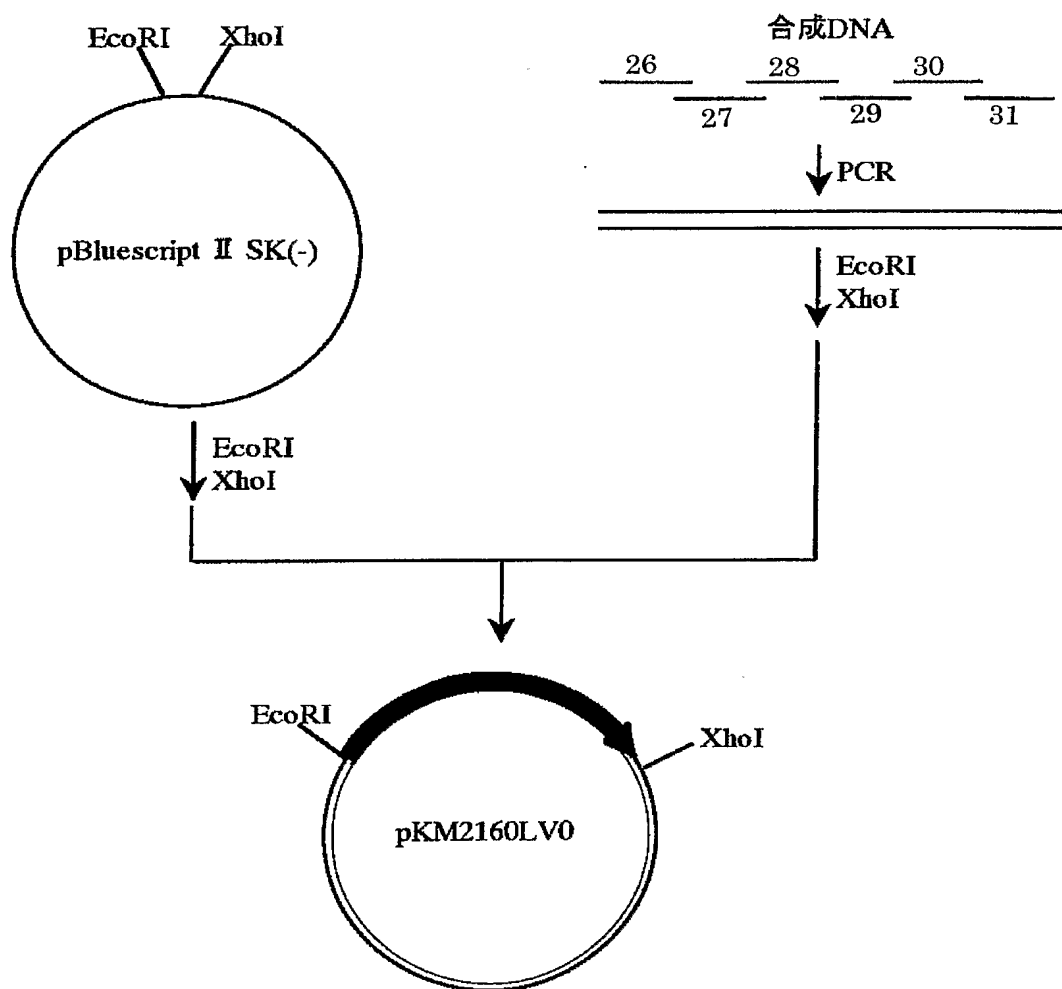 EcoRI
XhoI
pBluescript Ⅱ SK(-)
EcoRI
XhoI
合成DNA
26
28
30
27
29
31
PCR
EcoRI
XhoI
EcoRI
XhoI
pKM2160LV0